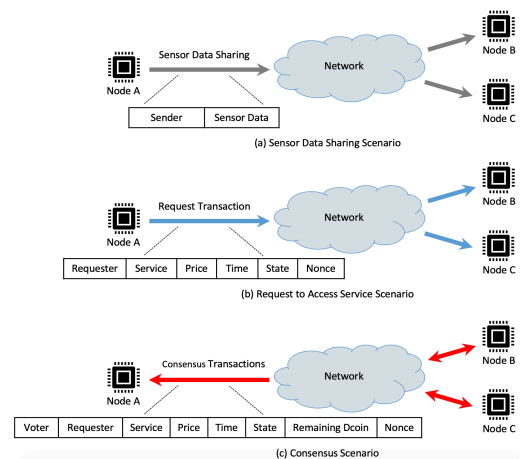 Sensor Data Sharing
Network
Node A
Node B
Node C
Sender
Sensor Data
(a) Sensor Data Sharing Scenario
Request Transaction
Network
Node A
Node B
Node C
Requester
Service
Price
Time
State
Nonce
(b) Request to Access Service Scenario
Consensus Transactions
Network
Node A
Node B
Node C
Voter
Requester
Service
Price
Time
State
Remaining Dcoin
Nonce
(c) Consensus Scenario